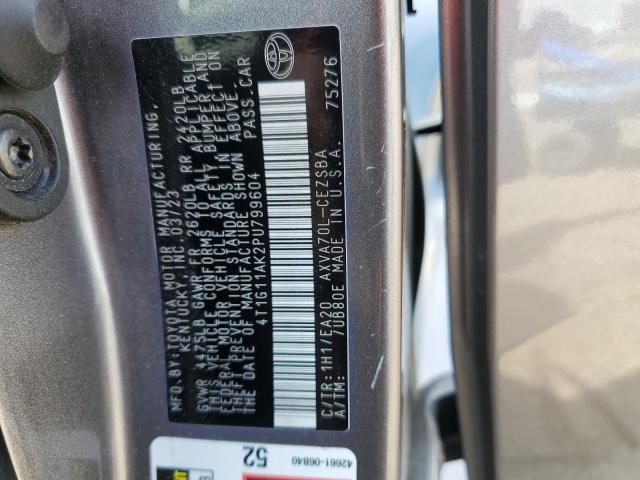 MFD. BY: TOYOTA MOTOR MANUFACTURING,
KENTUCKY INC. 03/23
GVWR 4475LB GAWR FR 2620LB RR 2420LB
THIS VEHICLE CONFORMS TO ALL APPLICABLE
FEDERAL MOTOR VEHICLE SAFETY, BUMPER AND
THEFT PREVENTION STANDARDS IN EFFECT ON
THE DATE OF MANUFACTURE SHOWN ABOVE.
4T1G11AK2PU799604 PASS. CAR
C/TR: 1H1/EA20 AXVA70L-CEZSBA
A/TM: /UB80E MADE IN U.S.A. 75276
42661-06B40
52